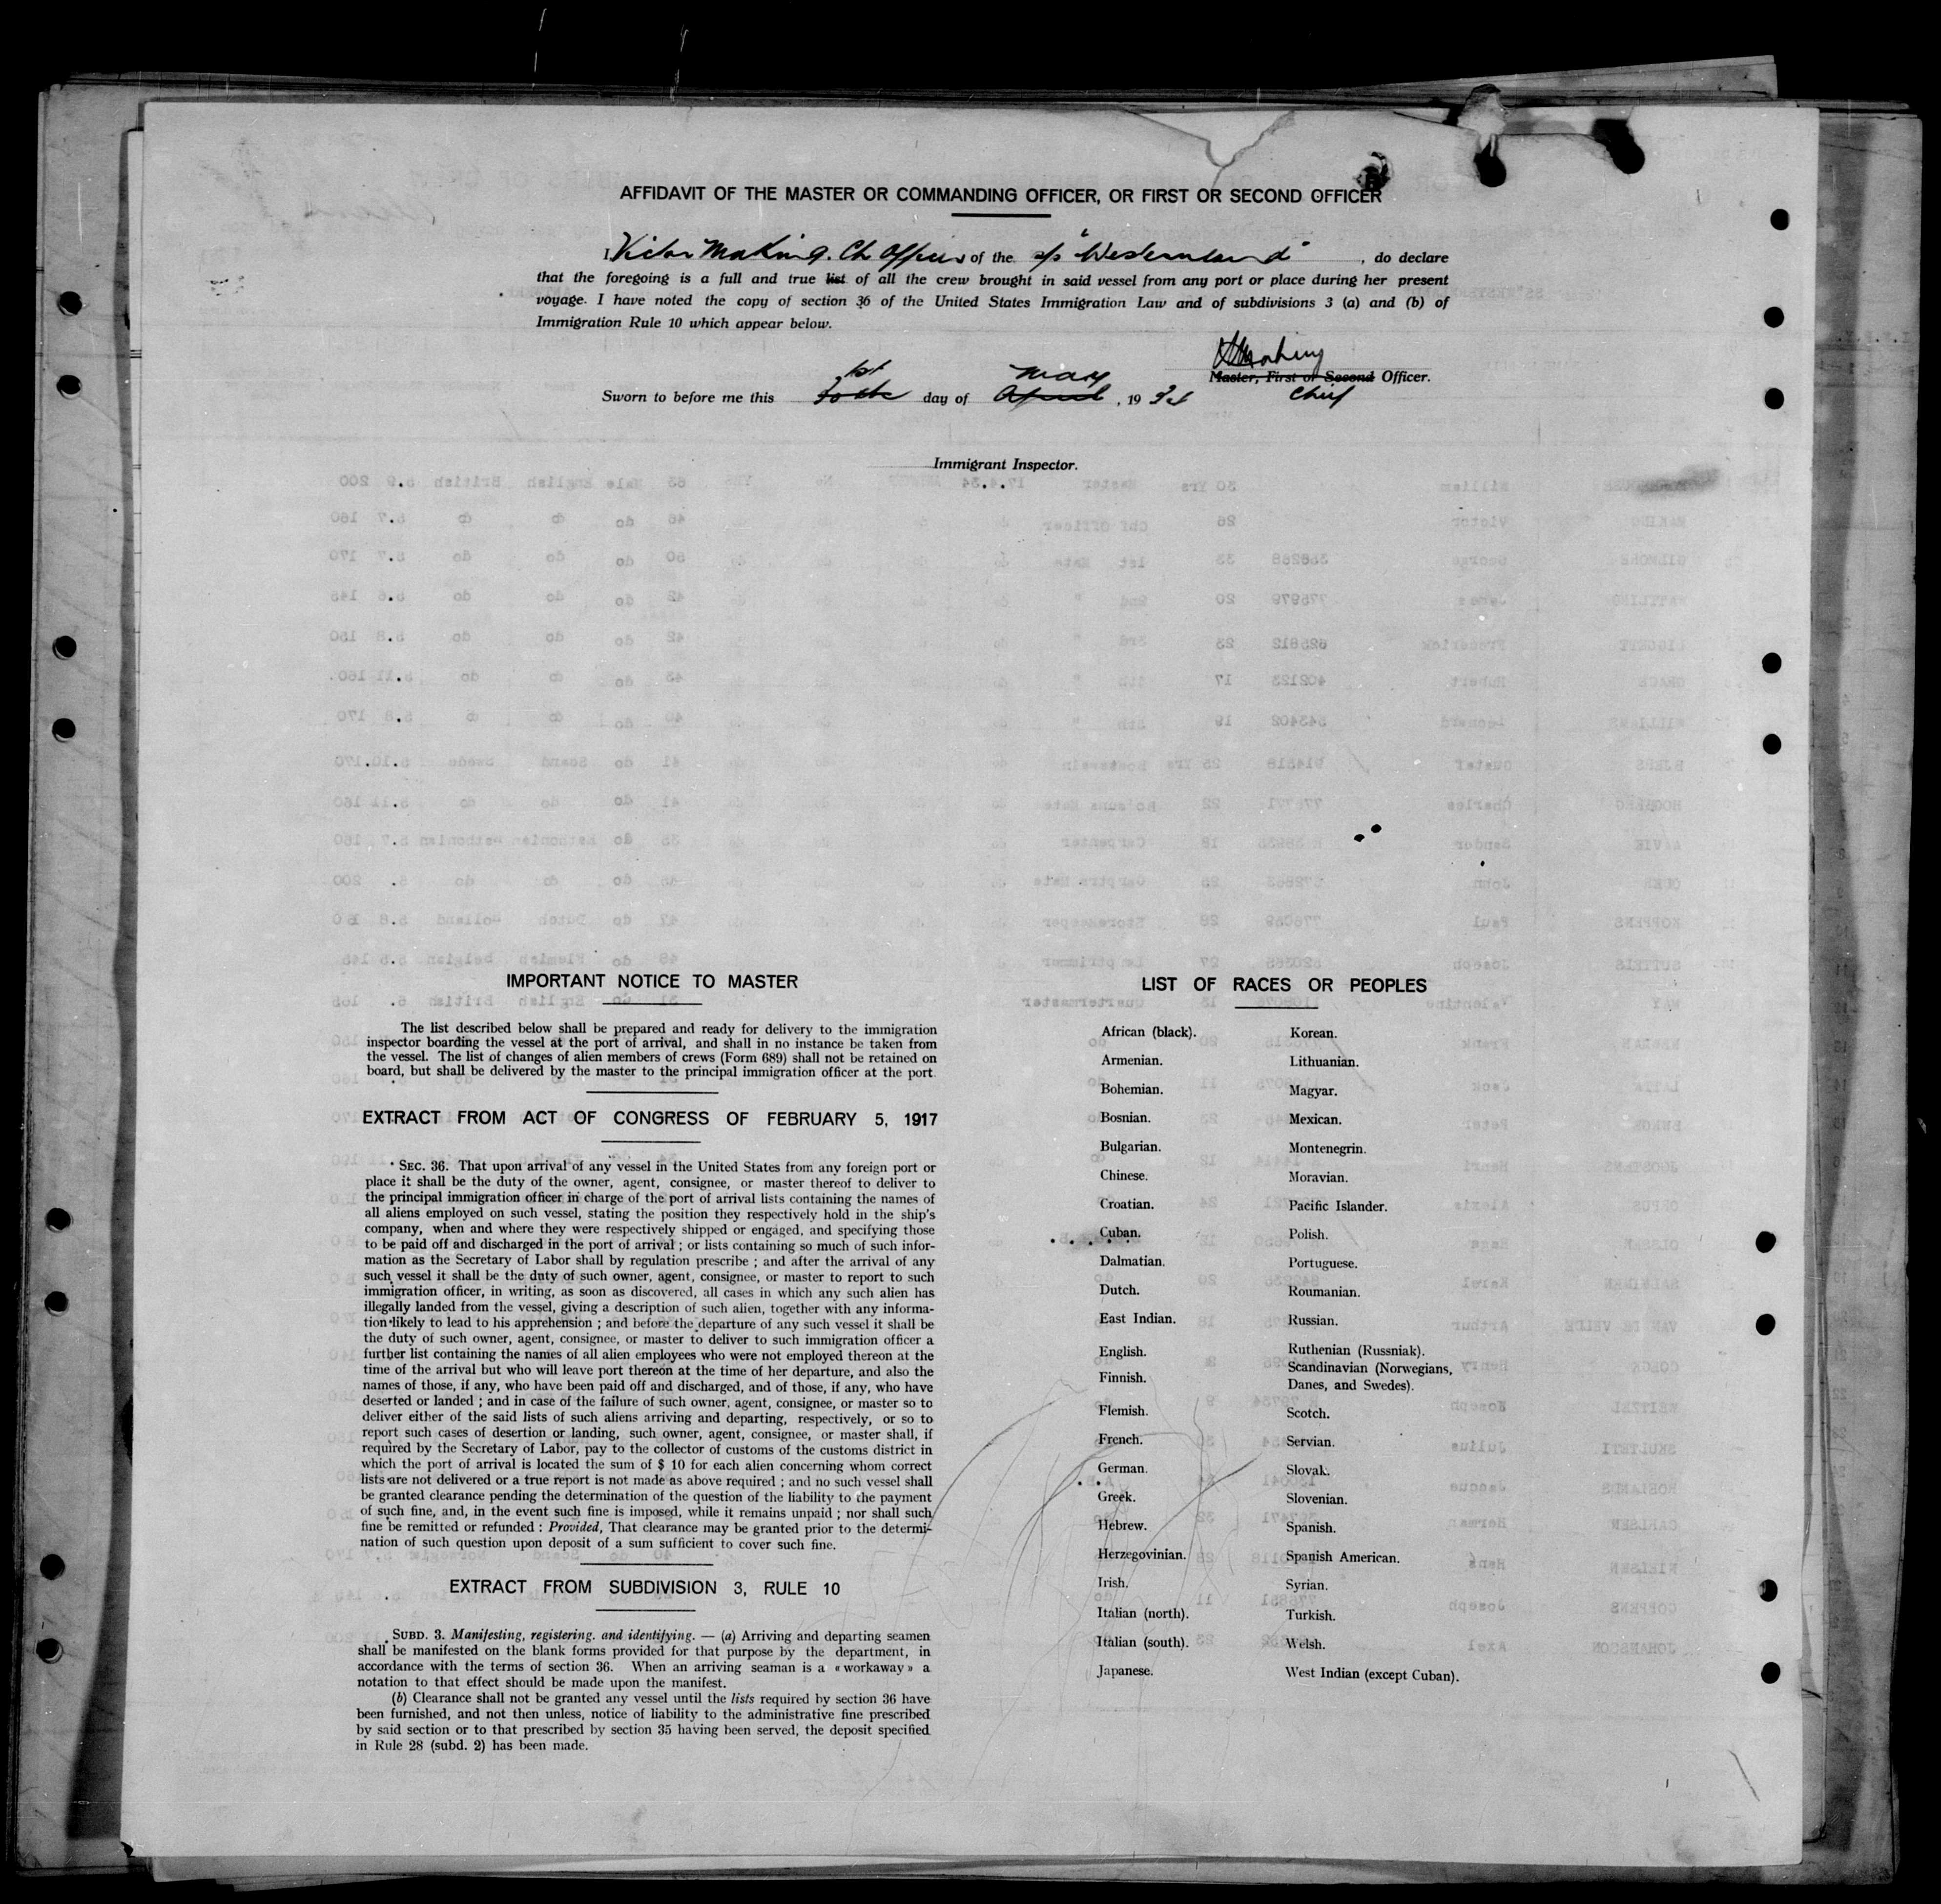 AFFIDAVIT OF THE MASTER OR COMMANDING OFFICER, OR FIRST OR SECOND OFFICER
I, Victor Making. Ch Officer of the s/s "Westernland", do declare
that the foregoing is a full and true list of all the crew brought in said vessel from any port or place during her present
voyage. I have noted the copy of section 36 of the United States Immigration Law and of subdivisions 3 (a) and (b) of
Immigration Rule 10 which appear below.
VMaking
Master, First or Second Officer.
Chief
1st May
Sworn to before me this day of April, 1934
Immigrant Inspector.
IMPORTANT NOTICE TO MASTER
The list described below shall be prepared and ready for delivery to the immigration
inspector boarding the vessel at the port of arrival, and shall in no instance be taken from
the vessel. The list of changes of alien members of crews (Form 689) shall not be retained on
board, but shall be delivered by the master to the principal immigration officer at the port.
EXTRACT FROM ACT OF CONGRESS OF FEBRUARY 5, 1917
SEC. 36. That upon arrival of any vessel in the United States from any foreign port or
place it shall be the duty of the owner, agent, consignee, or master thereof to deliver to
the principal immigration officer in charge of the port of arrival lists containing the names of
all aliens employed on such vessel, stating the position they respectively hold in the ship's
company, when and where they were respectively shipped or engaged, and specifying those
to be paid off and discharged in the port of arrival ; or lists containing so much of such infor-
mation as the Secretary of Labor shall by regulation prescribe ; and after the arrival of any
such vessel it shall be the duty of such owner, agent, consignee, or master to report to such
immigration officer, in writing, as soon as discovered, all cases in which any such alien has
illegally landed from the vessel, giving a description of such alien, together with any informa-
tion likely to lead to his apprehension ; and before the departure of any such vessel it shall be
the duty of such owner, agent, consignee, or master to deliver to such immigration officer a
further list containing the names of all alien employees who were not employed thereon at the
time of the arrival but who will leave port thereon at the time of her departure, and also the
names of those, if any, who have been paid off and discharged, and of those, if any, who have
deserted or landed ; and in case of the failure of such owner, agent, consignee, or master so to
deliver either of the said lists of such aliens arriving and departing, respectively, or so to
report such cases of desertion or landing, such owner, agent, consignee, or master shall, if
required by the Secretary of Labor, pay to the collector of customs of the customs district in
which the port of arrival is located the sum of $ 10 for each alien concerning whom correct
lists are not delivered or a true report is not made as above required ; and no such vessel shall
be granted clearance pending the determination of the question of the liability to the payment
of such fine, and, in the event such fine is imposed, while it remains unpaid ; nor shall such
fine be remitted or refunded : Provided, That clearance may be granted prior to the determi-
nation of such question upon deposit of a sum sufficient to cover such fine.
EXTRACT FROM SUBDIVISION 3, RULE 10
SUBD. 3. Manifesting, registering. and identifying. — (a) Arriving and departing seamen
shall be manifested on the blank forms provided for that purpose by the department, in
accordance with the terms of section 36. When an arriving seaman is a « workaway » a
notation to that effect should be made upon the manifest.
(b) Clearance shall not be granted any vessel until the lists required by section 36 have
been furnished, and not then unless, notice of liability to the administrative fine prescribed
by said section or to that prescribed by section 35 having been served, the deposit specified
in Rule 28 (subd. 2) has been made.
LIST OF RACES OR PEOPLES
African (black).
Armenian.
Bohemian.
Bosnian.
Bulgarian.
Chinese.
Croatian.
Cuban.
Dalmatian.
Dutch.
East Indian.
English.
Finnish.
Flemish.
French.
German.
Greek.
Hebrew.
Herzegovinian.
Irish.
Italian (north).
Italian (south).
Japanese.
Korean.
Lithuanian.
Magyar.
Mexican.
Montenegrin.
Moravian.
Pacific Islander.
Polish.
Portuguese.
Roumanian.
Russian.
Ruthenian (Russniak).
Scandinavian (Norwegians,
Danes, and Swedes).
Scotch.
Servian.
Slovak.
Slovenian.
Spanish.
Spanish American.
Syrian.
Turkish.
Welsh.
West Indian (except Cuban).